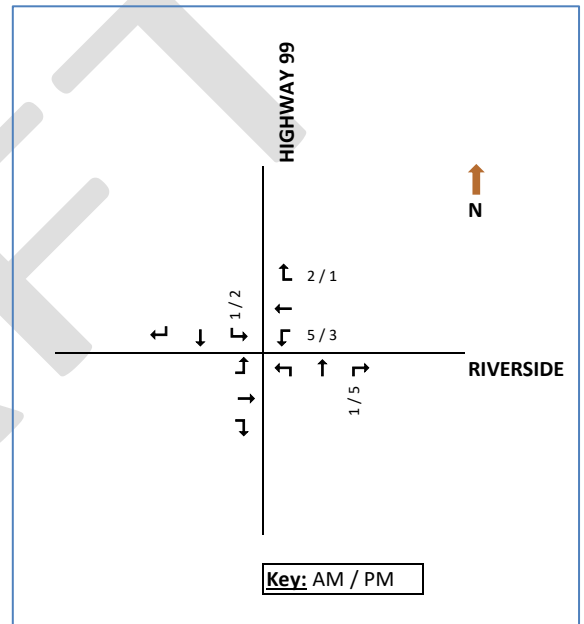 HIGHWAY 99
N
2 / 1
1 / 2
5 / 3
RIVERSIDE
1 / 5
Key: AM / PM